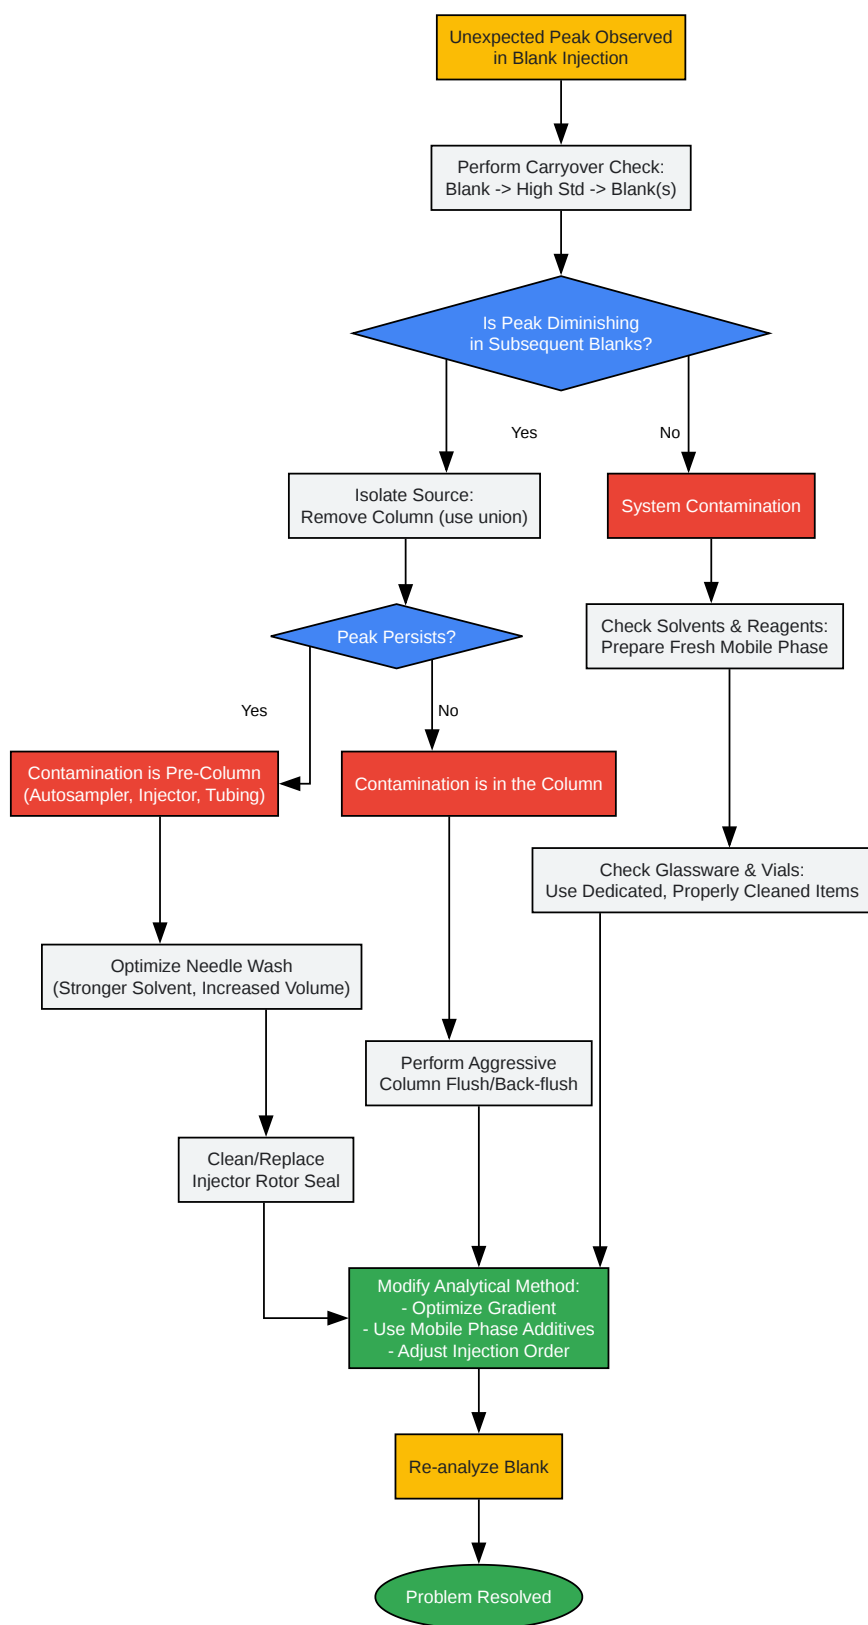 Unexpected Peak Observed
in Blank Injection
Perform Carryover Check:
Blank -> High Std -> Blank(s)
Is Peak Diminishing
in Subsequent Blanks?
Yes
No
Isolate Source:
Remove Column (use union)
System Contamination
Check Solvents & Reagents:
Prepare Fresh Mobile Phase
Peak Persists?
Yes
No
Contamination is Pre-Column
(Autosampler, Injector, Tubing)
Contamination is in the Column
Check Glassware & Vials:
Use Dedicated, Properly Cleaned Items
Optimize Needle Wash
(Stronger Solvent, Increased Volume)
Perform Aggressive
Column Flush/Back-flush
Clean/Replace
Injector Rotor Seal
Modify Analytical Method:
- Optimize Gradient
- Use Mobile Phase Additives
- Adjust Injection Order
Re-analyze Blank
Problem Resolved